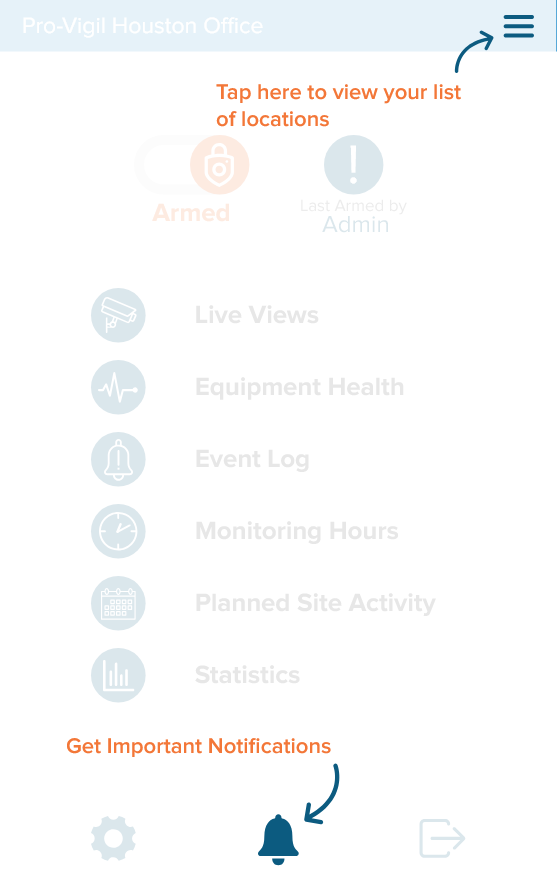 Pro-Vigil Houston Office
Tap here to view your list
of locations
Armed
Last Armed by
Admin
Live Views
Equipment Health
Event Log
Monitoring Hours
Planned Site Activity
Statistics
Get Important Notifications